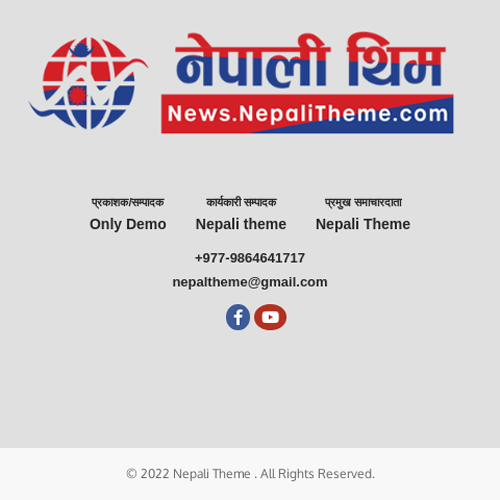 नेपाली थिम
News.NepaliTheme.com
प्रकाशक/सम्पादक कार्यकारी सम्पादक प्रमुख समाचारदाता
Only Demo Nepali theme Nepali Theme
+977-9864641717
nepaltheme@gmail.com
© 2022 Nepali Theme . All Rights Reserved.